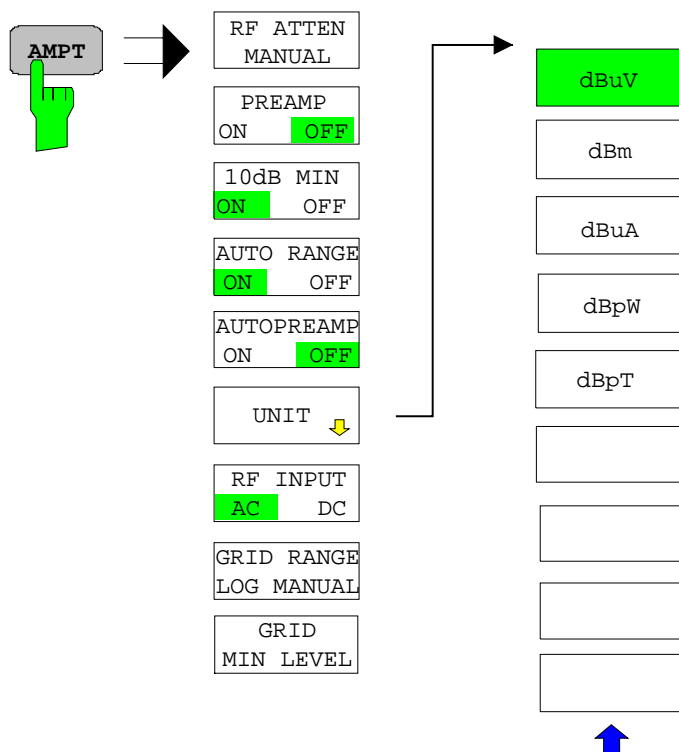 AMPT
RF ATTEN
MANUAL
PREAMP
ON OFF
10dB MIN
ON OFF
AUTO RANGE
ON OFF
AUTOPREAMP
ON OFF
UNIT
RF INPUT
AC DC
GRID RANGE
LOG MANUAL
GRID
MIN LEVEL
dBuV
dBm
dBuA
dBpW
dBpT